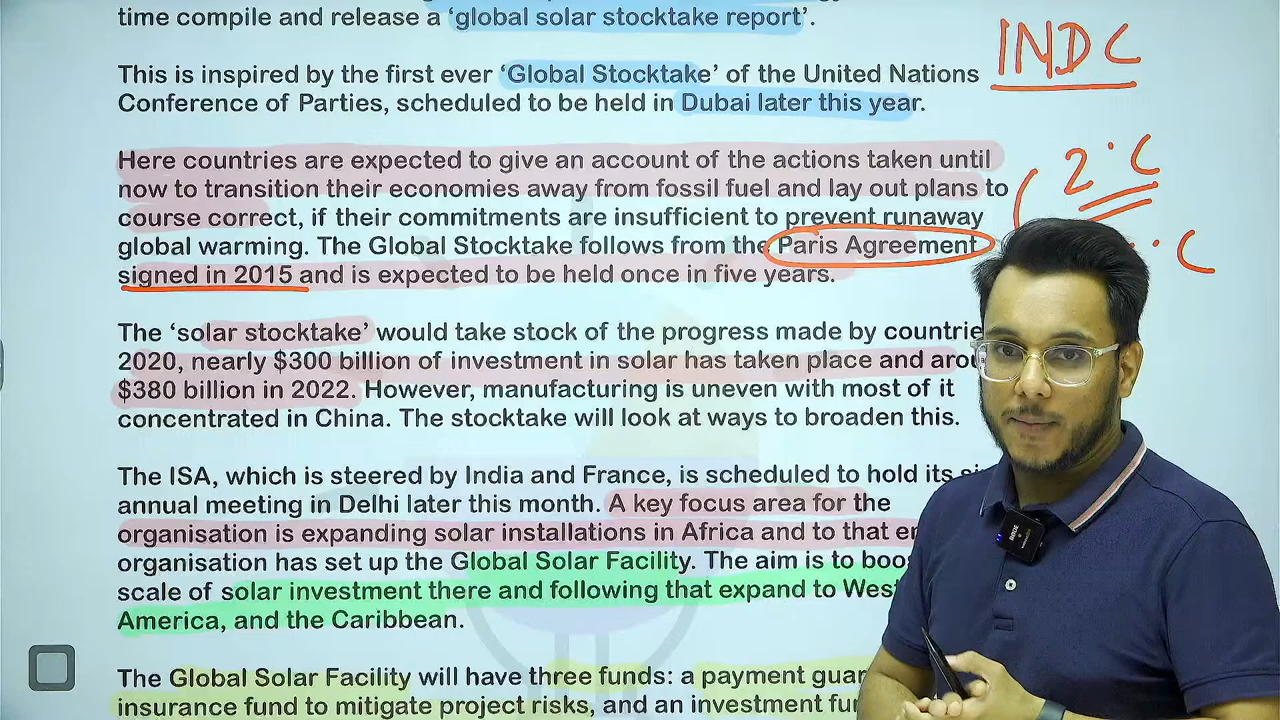 time compile and release a ‘global solar stocktake report’.
INDC
This is inspired by the first ever ‘Global Stocktake’ of the United Nations
Conference of Parties, scheduled to be held in Dubai later this year.
2°C
°C
Here countries are expected to give an account of the actions taken until
now to transition their economies away from fossil fuel and lay out plans to
course correct, if their commitments are insufficient to prevent runaway
global warming. The Global Stocktake follows from the Paris Agreement
signed in 2015 and is expected to be held once in five years.
The ‘solar stocktake’ would take stock of the progress made by
2020, nearly $300 billion of investment in solar has taken place and
$380 billion in 2022. However, manufacturing is uneven with most of it
concentrated in China. The stocktake will look at ways to broaden this.
The ISA, which is steered by India and France, is scheduled to hold its
annual meeting in Delhi later this month. A key focus area for the
organisation is expanding solar installations in Africa and to that
organisation has set up the Global Solar Facility. The aim is to
scale of solar investment there and following that expand to
America, and the Caribbean.
The Global Solar Facility will have three funds: a payment
insurance fund to mitigate project risks, and an investment